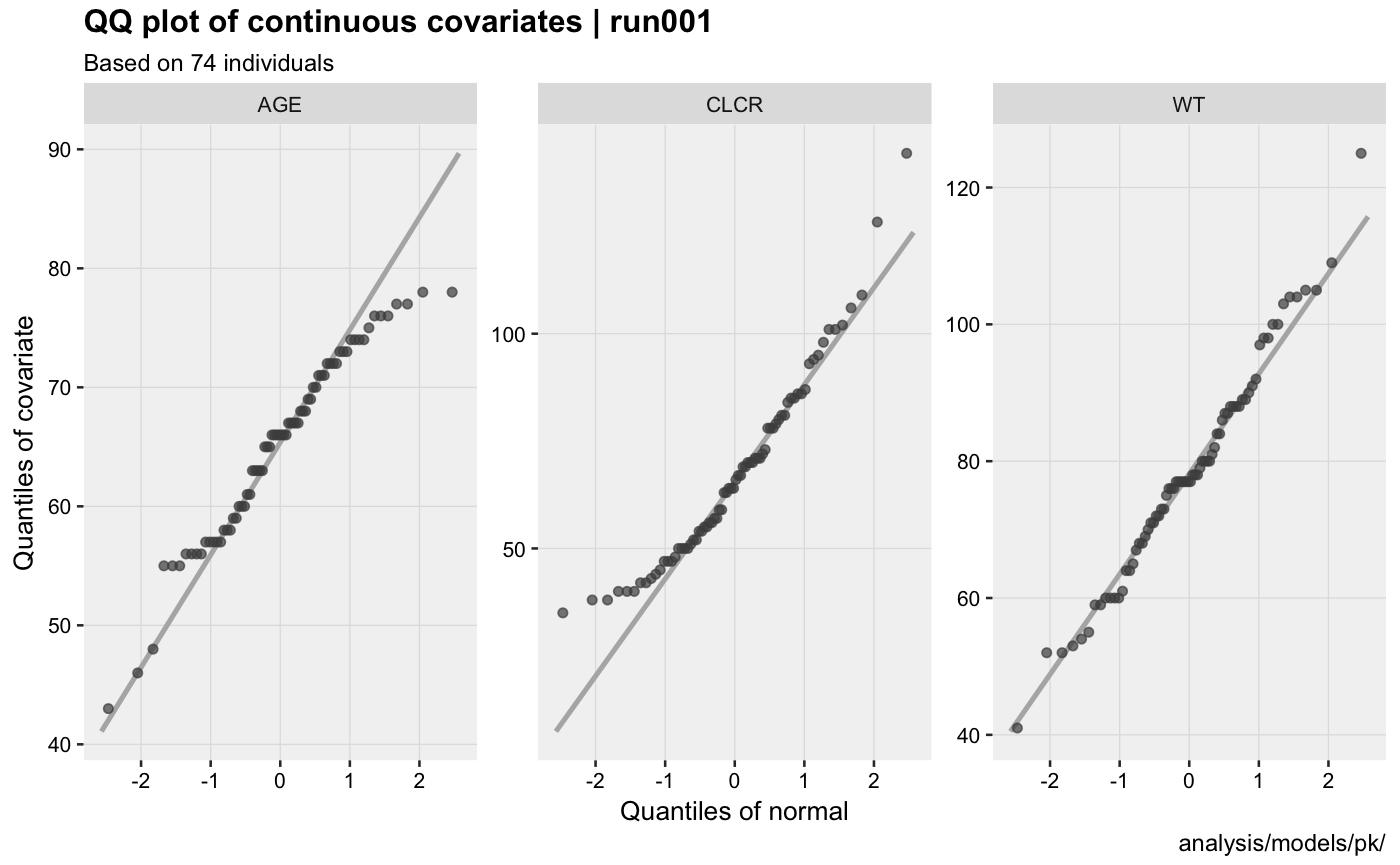 QQ plot of continuous covariates | run001
Based on 74 individuals
AGE
CLCR
WT
Quantiles of covariate
90
80
70
60
50
40
100
50
120
100
80
60
40
-2 -1 0 1 2
-2 -1 0 1 2
-2 -1 0 1 2
Quantiles of normal
analysis/models/pk/